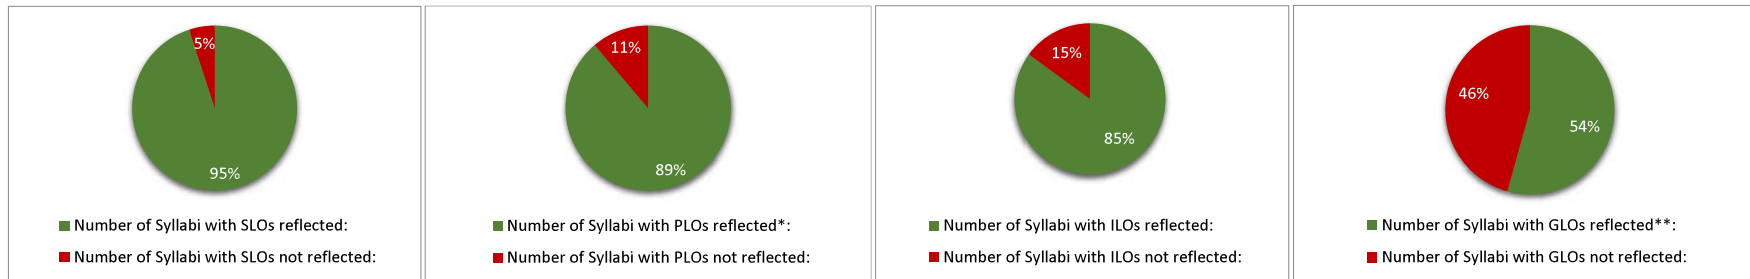 5%
95%
Number of Syllabi with SLOs reflected:
Number of Syllabi with SLOs not reflected:
11%
89%
Number of Syllabi with PLOs reflected*:
Number of Syllabi with PLOs not reflected:
15%
85%
Number of Syllabi with ILOs reflected:
Number of Syllabi with ILOs not reflected:
46%
54%
Number of Syllabi with GLOs reflected**:
Number of Syllabi with GLOs not reflected: